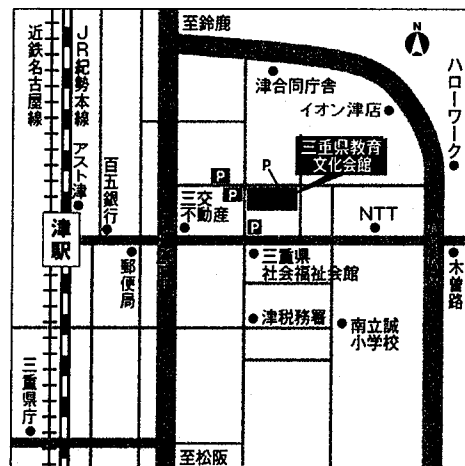 至鈴鹿
N
近鉄名古屋線
JR紀勢本線
アスト津
百五銀行
津合同庁舎
イオン津店
ハローワーク
三重県教育
文化会館
P
P
P
三交
不動産
NTT
津駅
P
郵便局
三重県
社会福祉会館
木曽路
津税務署
南立誠
小学校
三重県庁
至松阪